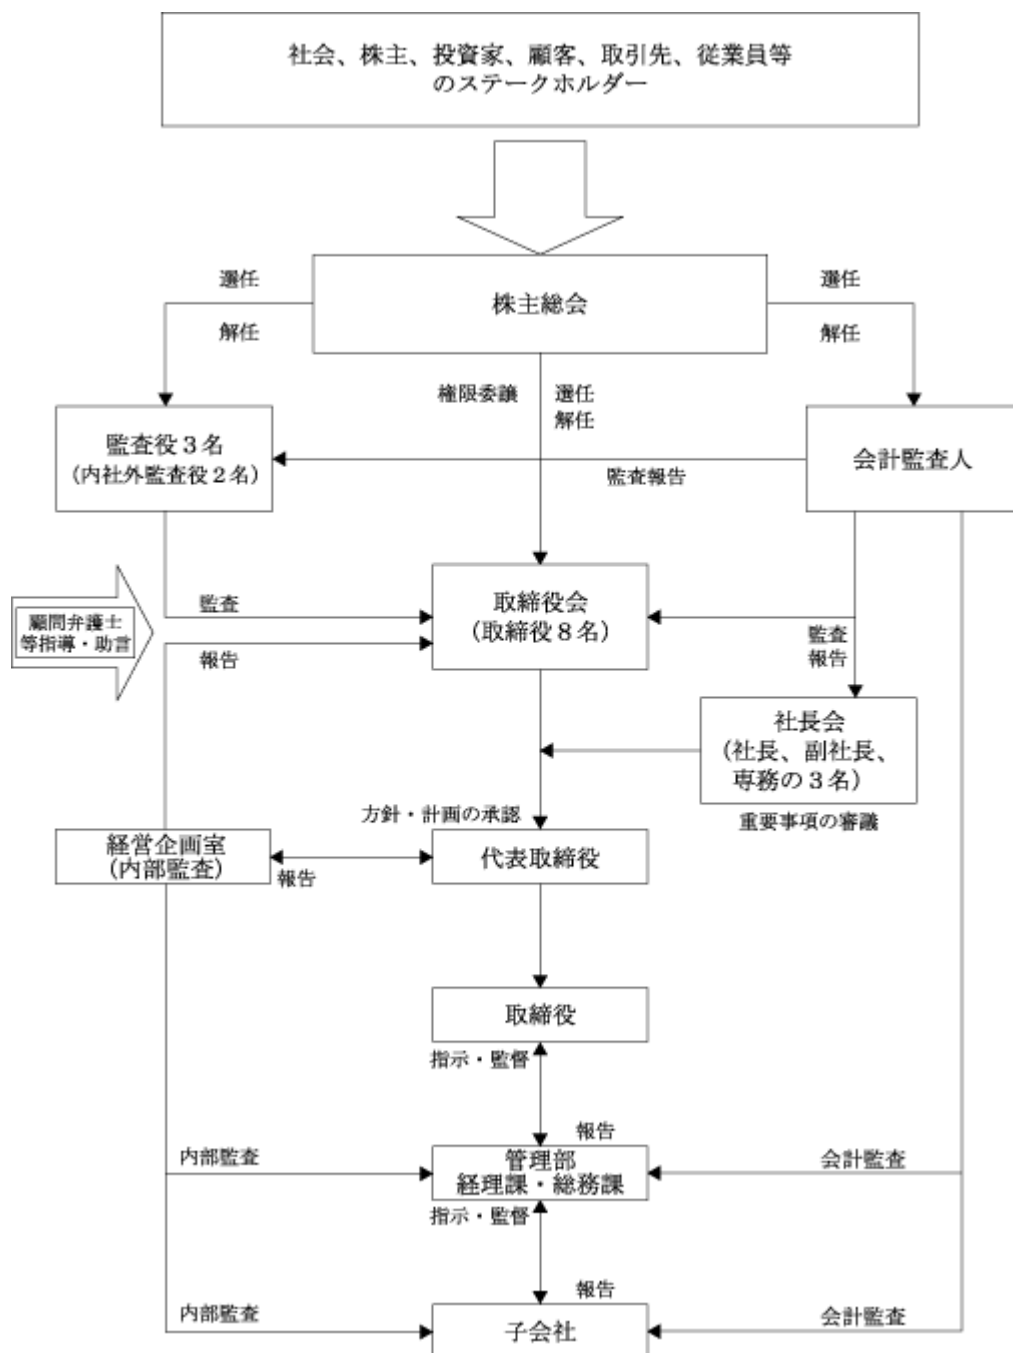 社会、株主、投資家、顧客、取引先、従業員等
のステークホルダー
選任
解任
株主総会
選任
解任
権限委譲
選任
解任
監査役３名
（内社外監査役２名）
会計監査人
監査報告
顧問弁護士
等指導・助言
監査
報告
取締役会
（取締役８名）
監査
報告
社長会
（社長、副社長、
専務の３名）
重要事項の審議
方針・計画の承認
経営企画室
（内部監査）
報告
代表取締役
取締役
指示・監督
報告
内部監査
管理部
経理課・総務課
会計監査
指示・監督
報告
内部監査
子会社
会計監査